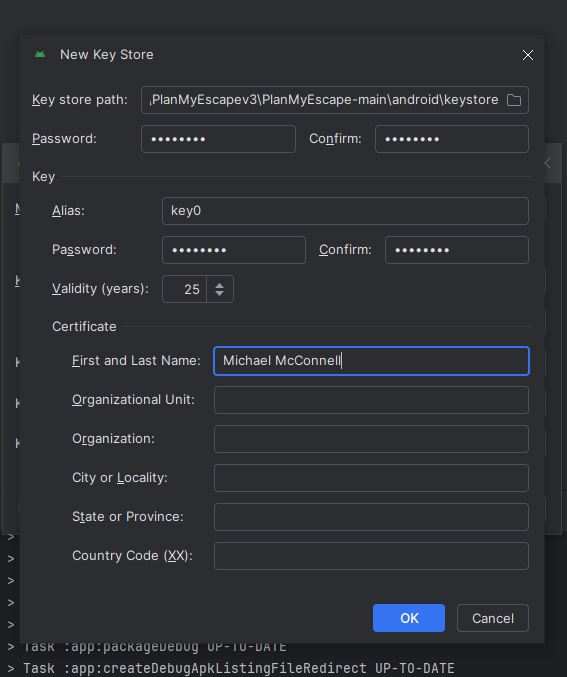 New Key Store
Key store path: \PlanMyEscapev3\PlanMyEscape-main\android\keystore
Password: •••••••• Confirm: ••••••••
Key
Alias: key0
Password: •••••••• Confirm: ••••••••
Validity (years): 25
Certificate
First and Last Name: Michael McConnell
Organizational Unit:
Organization:
City or Locality:
State or Province:
Country Code (XX):
OK Cancel
>
>
>
>
>
> Task :app:packageDebug UP-TO-DATE
> Task :app:createDebugApkListingFileRedirect UP-TO-DATE